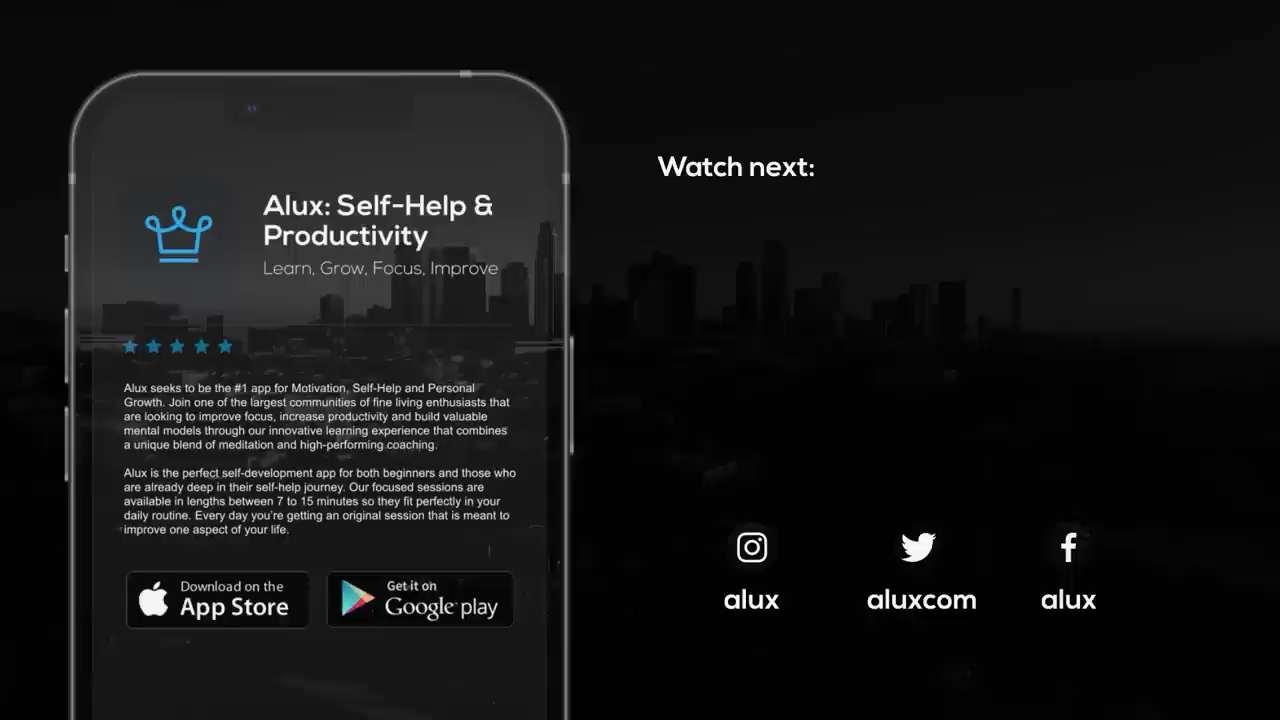 Alux: Self-Help &
Productivity
Learn, Grow, Focus, Improve
Alux seeks to be the #1 app for Motivation, Self-Help and Personal
Growth. Join one of the largest communities of fine living enthusiasts that
are looking to improve focus, increase productivity and build valuable
mental models through our innovative learning experience that combines
a unique blend of meditation and high-performing coaching.
Alux is the perfect self-development app for both beginners and those who
are already deep in their self-help journey. Our focused sessions are
available in lengths between 7 to 15 minutes so they fit perfectly in your
daily routine. Every day you're getting an original session that is meant to
improve one aspect of your life.
Download on the
App Store
Get it on
Google play
Watch next:
alux
aluxcom
alux